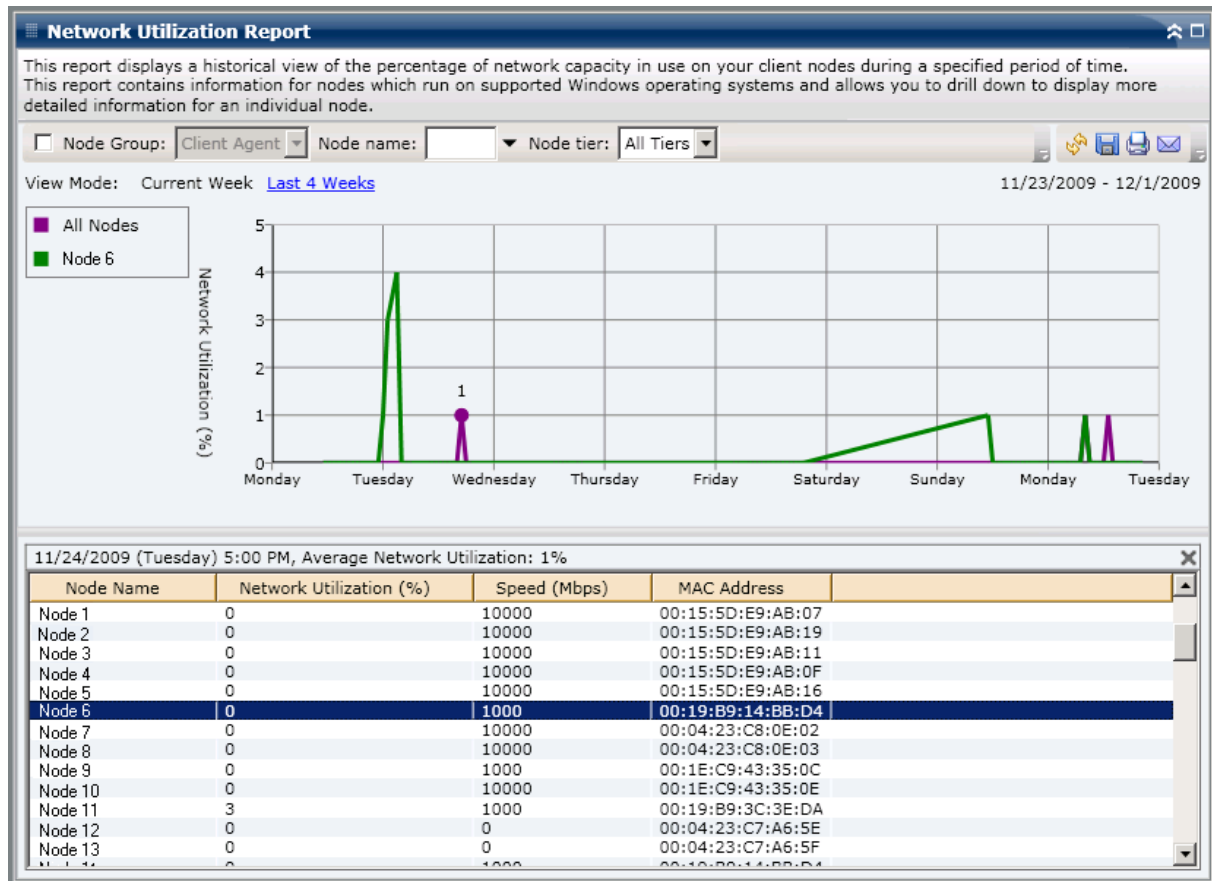 Network Utilization Report
This report displays a historical view of the percentage of network capacity in use on your client nodes during a specified period of time.
This report contains information for nodes which run on supported Windows operating systems and allows you to drill down to display more
detailed information for an individual node.
Node Group: Client Agent Node name: Node tier: All Tiers
View Mode: Current Week Last 4 Weeks 11/23/2009 - 12/1/2009
All Nodes
Node 6
Network Utilization (%)
5
4
3
2
1
0
1
Monday Tuesday Wednesday Thursday Friday Saturday Sunday Monday Tuesday
11/24/2009 (Tuesday) 5:00 PM, Average Network Utilization: 1%
Node Name Network Utilization (%) Speed (Mbps) MAC Address
Node 1 0 10000 00:15:5D:E9:AB:07
Node 2 0 10000 00:15:5D:E9:AB:19
Node 3 0 10000 00:15:5D:E9:AB:11
Node 4 0 10000 00:15:5D:E9:AB:0F
Node 5 0 10000 00:15:5D:E9:AB:16
Node 6 0 1000 00:19:B9:14:BB:D4
Node 7 0 10000 00:04:23:C8:0E:02
Node 8 0 10000 00:04:23:C8:0E:03
Node 9 0 1000 00:1E:C9:43:35:0C
Node 10 0 10000 00:1E:C9:43:35:0E
Node 11 3 1000 00:19:B9:3C:3E:DA
Node 12 0 0 00:04:23:C7:A6:5E
Node 13 0 0 00:04:23:C7:A6:5F